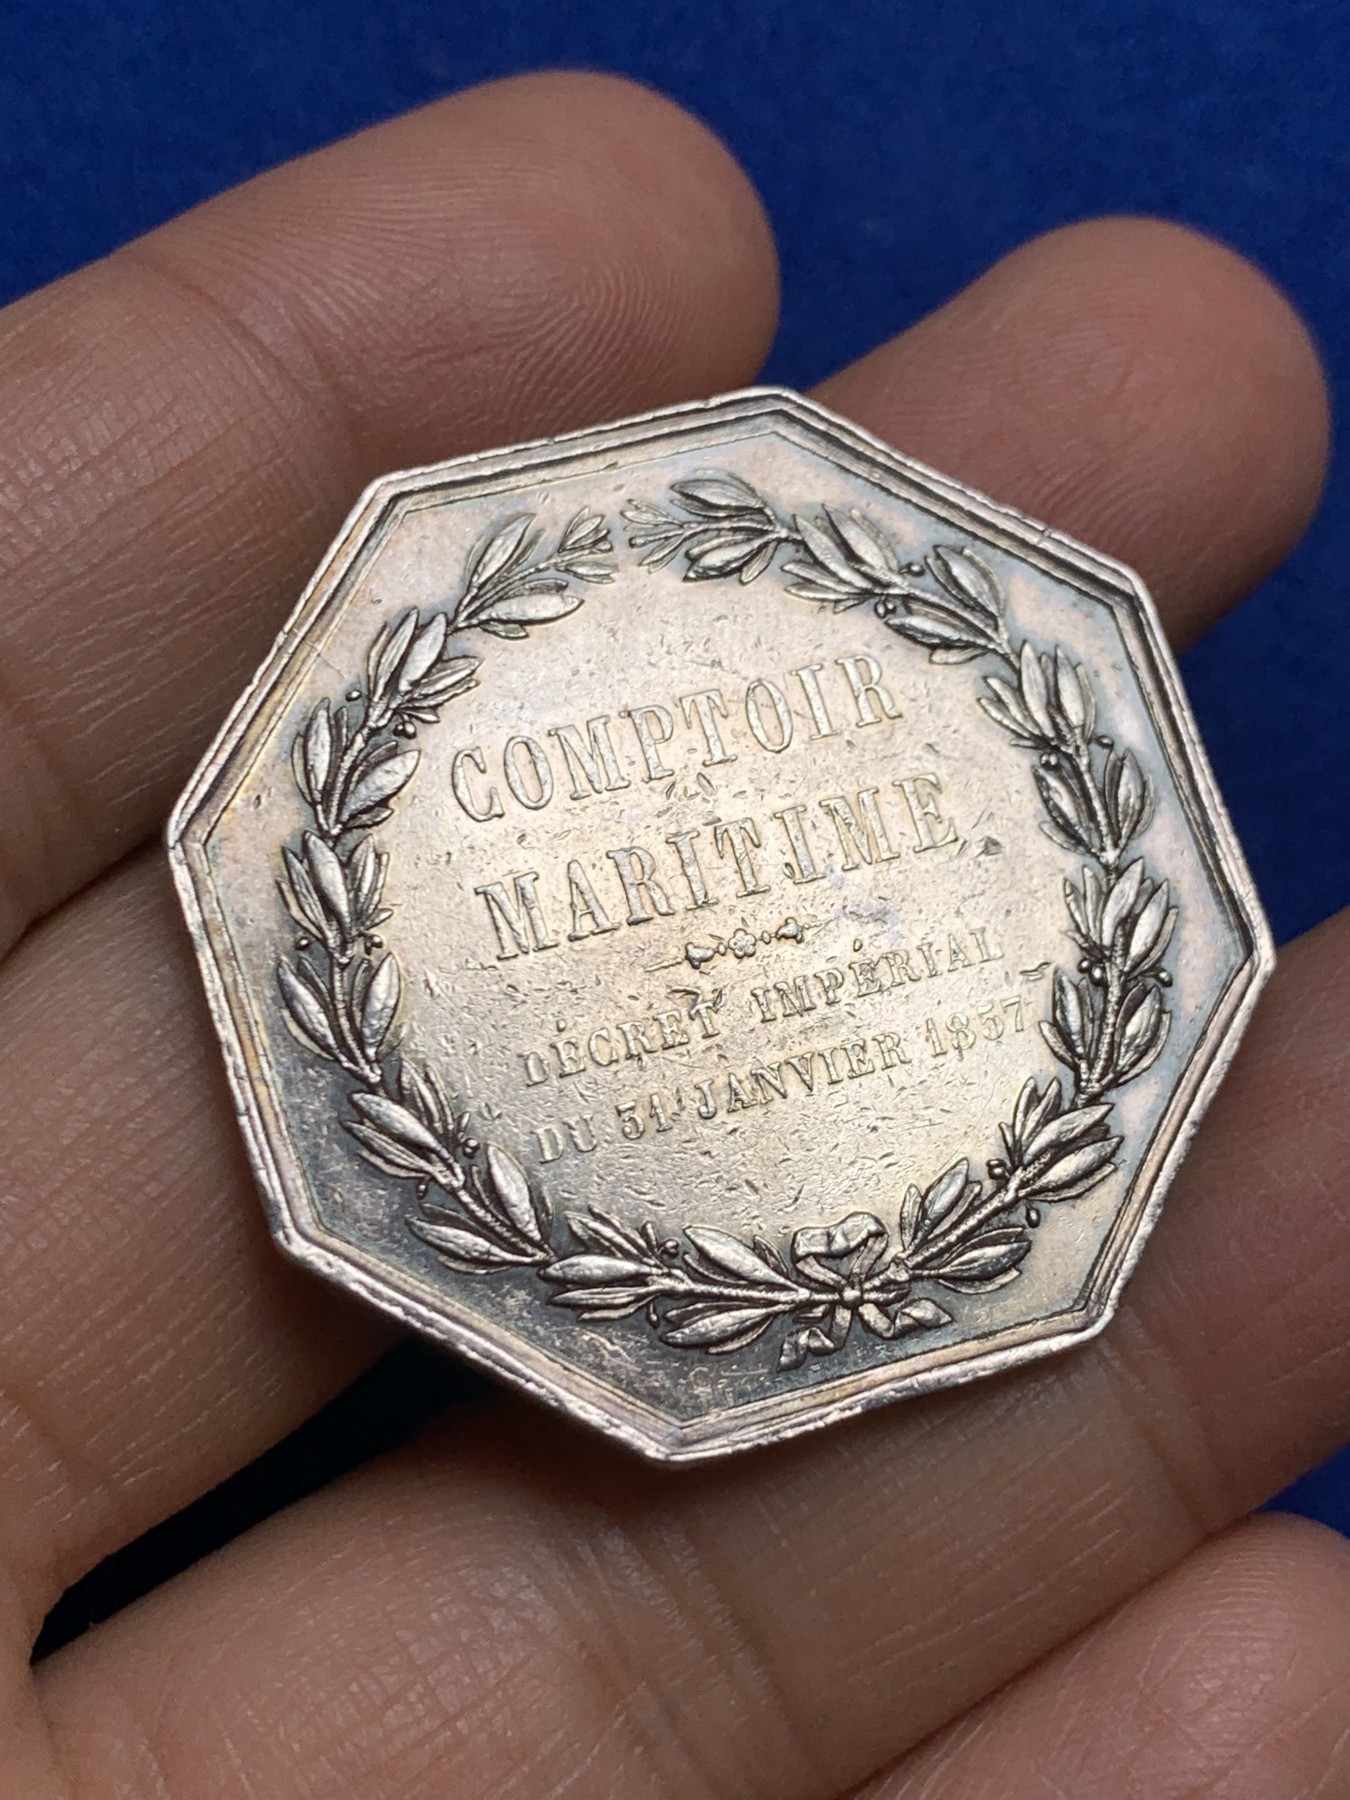 COMPTOIR
MARITIME
DÉCRET IMPÉRIAL
DU 31 JANVIER 1857